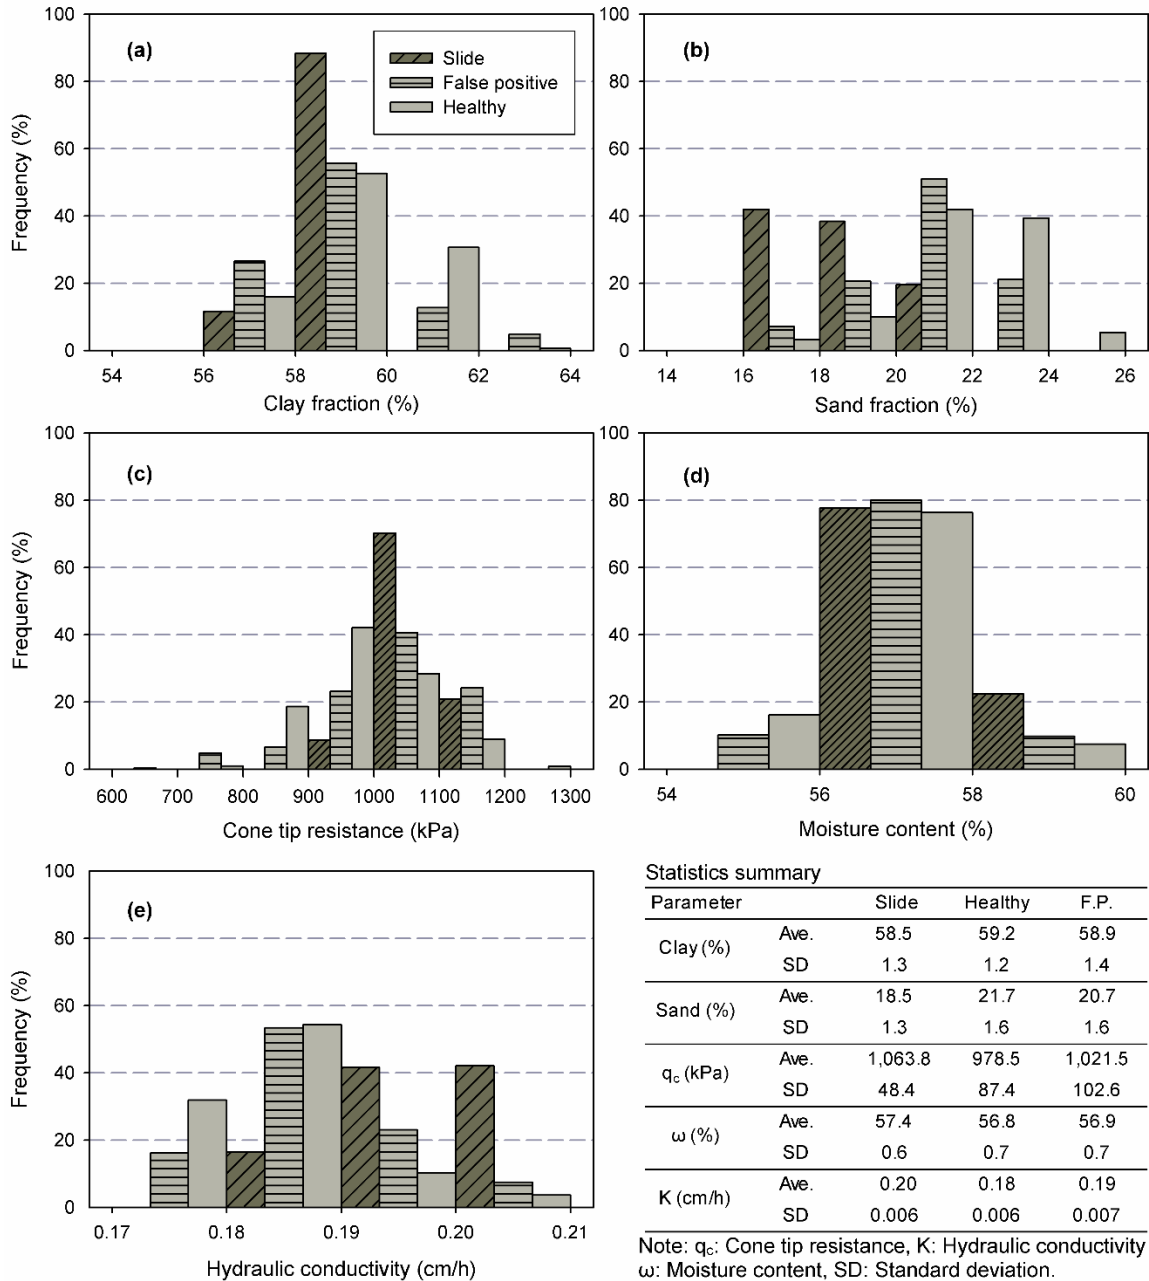 100
80
60
40
20
0
Frequency (%)
(a)
Slide
False positive
Healthy
54 56 58 60 62 64
Clay fraction (%)
100
80
60
40
20
0
(b)
14 16 18 20 22 24 26
Sand fraction (%)
100
80
60
40
20
0
Frequency (%)
(c)
600 700 800 900 1000 1100 1200 1300
Cone tip resistance (kPa)
100
80
60
40
20
0
(d)
54 56 58 60
Moisture content (%)
100
80
60
40
20
0
Frequency (%)
(e)
0.17 0.18 0.19 0.20 0.21
Hydraulic conductivity (cm/h)
Statistics summary
Parameter Slide Healthy F.P.
Clay (%) Ave. 58.5 59.2 58.9
SD 1.3 1.2 1.4
Sand (%) Ave. 18.5 21.7 20.7
SD 1.3 1.6 1.6
qc (kPa) Ave. 1,063.8 978.5 1,021.5
SD 48.4 87.4 102.6
ω (%) Ave. 57.4 56.8 56.9
SD 0.6 0.7 0.7
K (cm/h) Ave. 0.20 0.18 0.19
SD 0.006 0.006 0.007
Note: qc: Cone tip resistance, K: Hydraulic conductivity
ω: Moisture content, SD: Standard deviation.